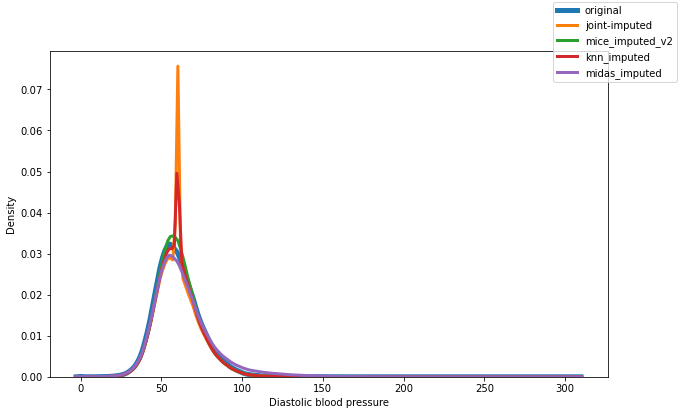 original
joint-imputed
mice_imputed_v2
knn_imputed
midas_imputed
0.07
0.06
0.05
0.04
0.03
0.02
0.01
0.00
Density
0
50
100
150
200
250
300
Diastolic blood pressure